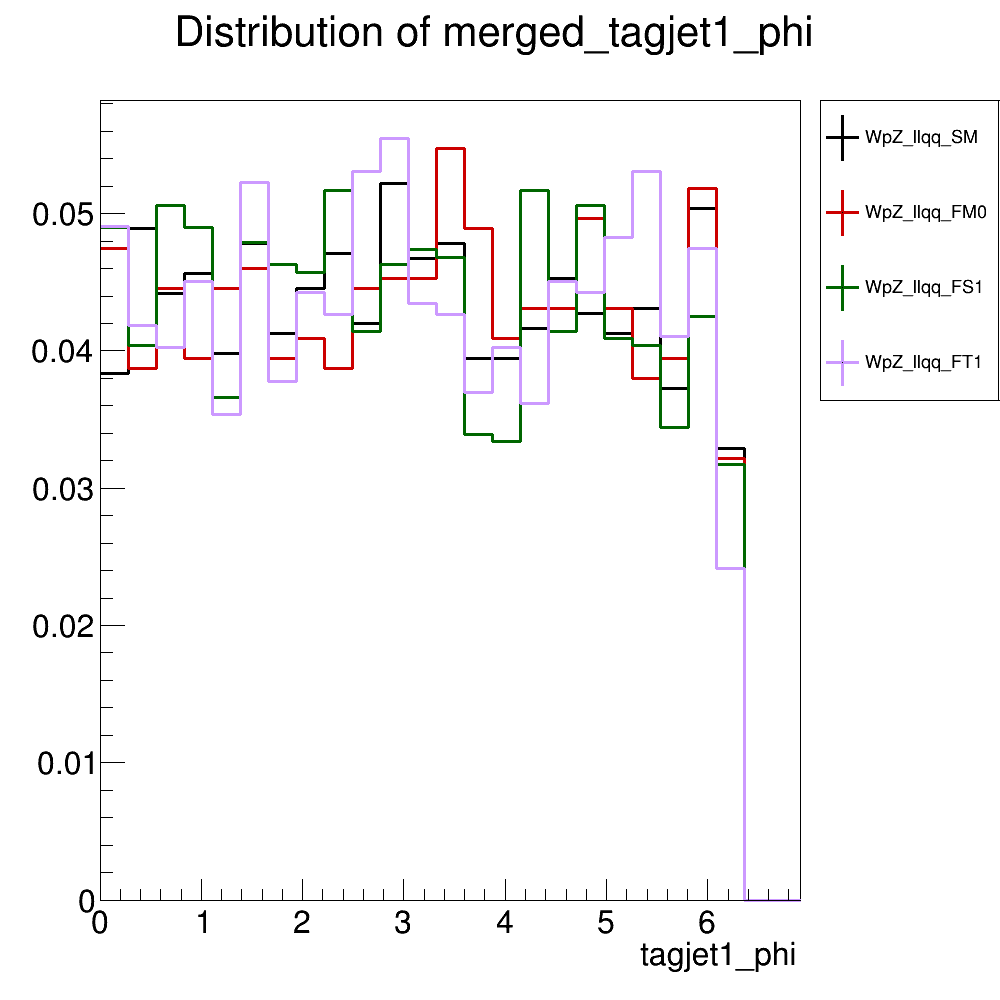 Distribution of merged_tagjet1_phi
WpZ_llqq_SM
WpZ_llqq_FM0
WpZ_llqq_FS1
WpZ_llqq_FT1
0.05
0.04
0.03
0.02
0.01
0
0 1 2 3 4 5 6
tagjet1_phi